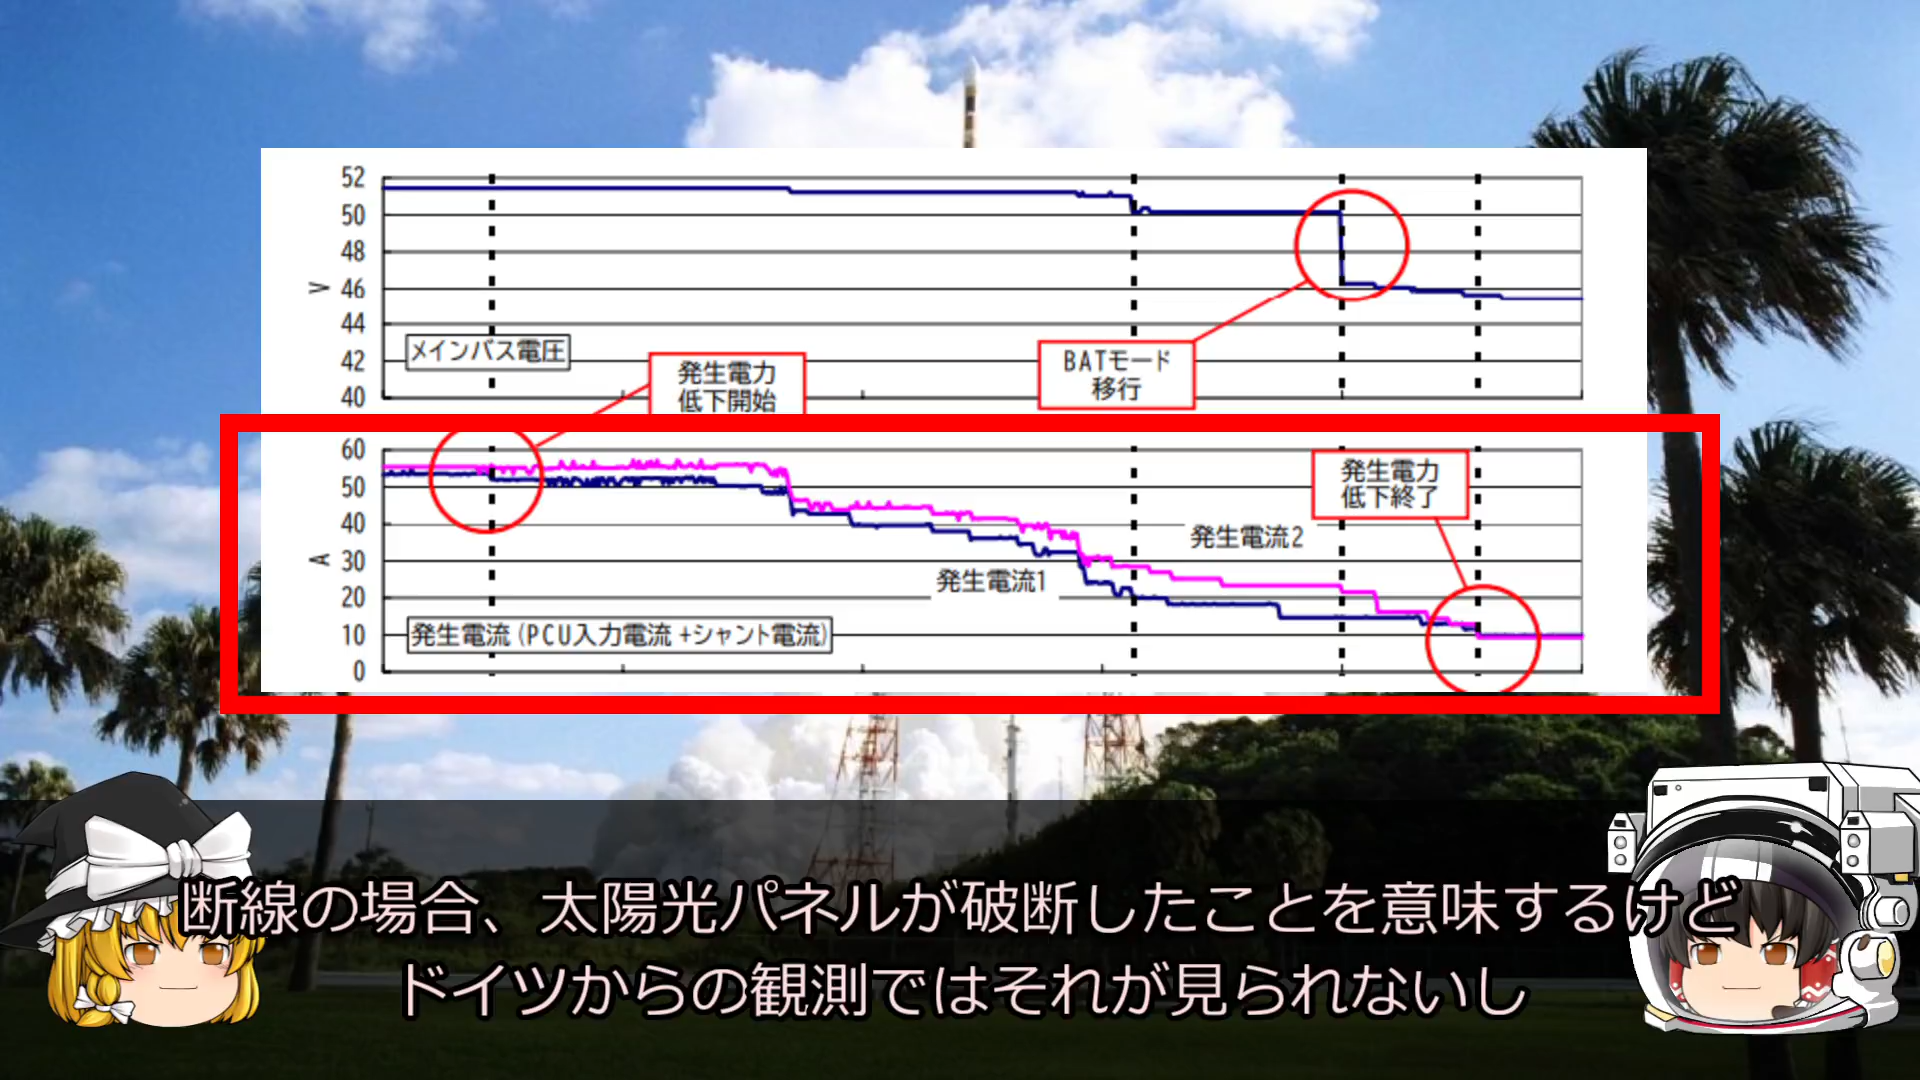 52
50
48
V 46
44
42
40
メインバス電圧
発生電力
低下開始
BATモード
移行
60
50
40
A 30
20
10
0
発生電力
低下終了
発生電流2
発生電流1
発生電流(PCU入力電流+シャント電流)
断線の場合、太陽光パネルが破断したことを意味するけど
ドイツからの観測ではそれが見られないし